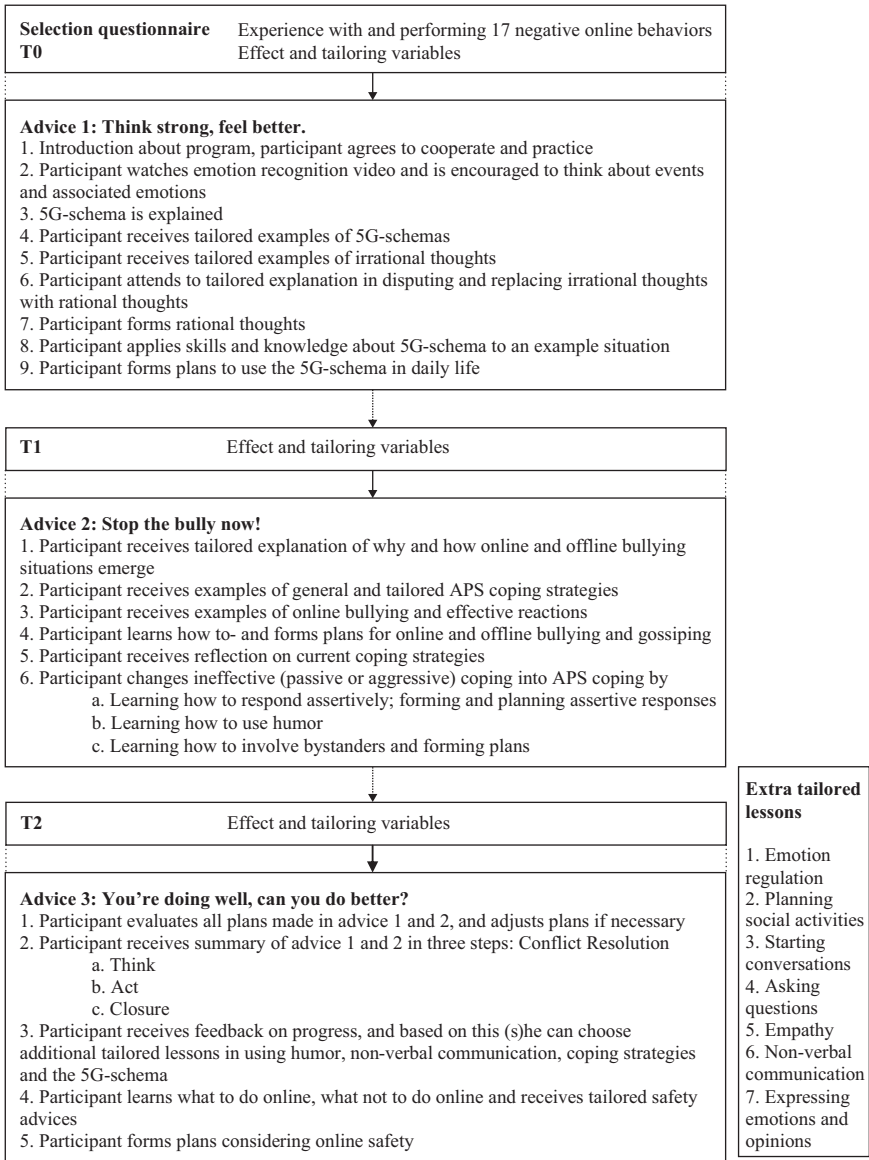 Selection questionnaire Experience with and performing 17 negative online behaviors
T0 Effect and tailoring variables
Advice 1: Think strong, feel better.
1. Introduction about program, participant agrees to cooperate and practice
2. Participant watches emotion recognition video and is encouraged to think about events
and associated emotions
3. 5G-schema is explained
4. Participant receives tailored examples of 5G-schemas
5. Participant receives tailored examples of irrational thoughts
6. Participant attends to tailored explanation in disputing and replacing irrational thoughts
with rational thoughts
7. Participant forms rational thoughts
8. Participant applies skills and knowledge about 5G-schema to an example situation
9. Participant forms plans to use the 5G-schema in daily life
T1 Effect and tailoring variables
Advice 2: Stop the bully now!
1. Participant receives tailored explanation of why and how online and offline bullying
situations emerge
2. Participant receives examples of general and tailored APS coping strategies
3. Participant receives examples of online bullying and effective reactions
4. Participant learns how to- and forms plans for online and offline bullying and gossiping
5. Participant receives reflection on current coping strategies
6. Participant changes ineffective (passive or aggressive) coping into APS coping by
a. Learning how to respond assertively; forming and planning assertive responses
b. Learning how to use humor
c. Learning how to involve bystanders and forming plans
T2 Effect and tailoring variables
Advice 3: You're doing well, can you do better?
1. Participant evaluates all plans made in advice 1 and 2, and adjusts plans if necessary
2. Participant receives summary of advice 1 and 2 in three steps: Conflict Resolution
a. Think
b. Act
c. Closure
3. Participant receives feedback on progress, and based on this (s)he can choose
additional tailored lessons in using humor, non-verbal communication, coping strategies
and the 5G-schema
4. Participant learns what to do online, what not to do online and receives tailored safety
advices
5. Participant forms plans considering online safety
Extra tailored
lessons
1. Emotion
regulation
2. Planning
social activities
3. Starting
conversations
4. Asking
questions
5. Empathy
6. Non-verbal
communication
7. Expressing
emotions and
opinions